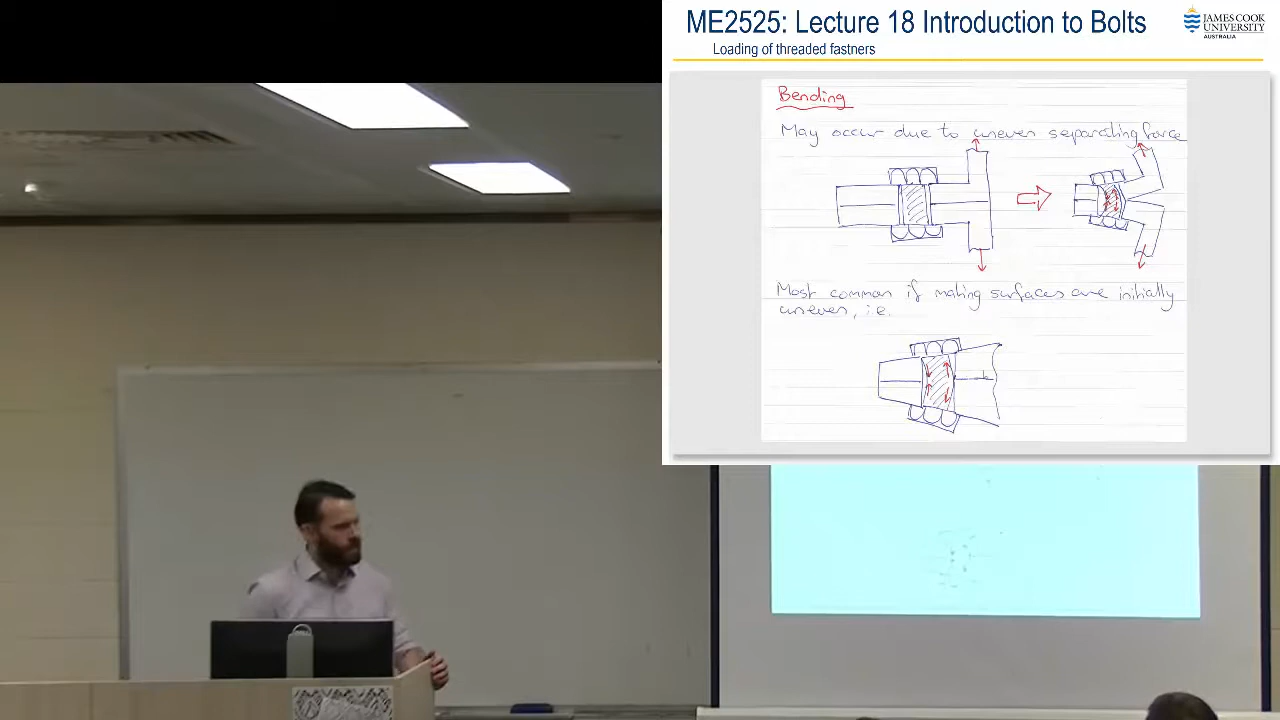 ME2525: Lecture 18 Introduction to Bolts
Loading of threaded fastners
JAMES COOK
UNIVERSITY
AUSTRALIA
Bending
May occur due to uneven separating force
Most common if mating surfaces are initially
uneven, i.e.